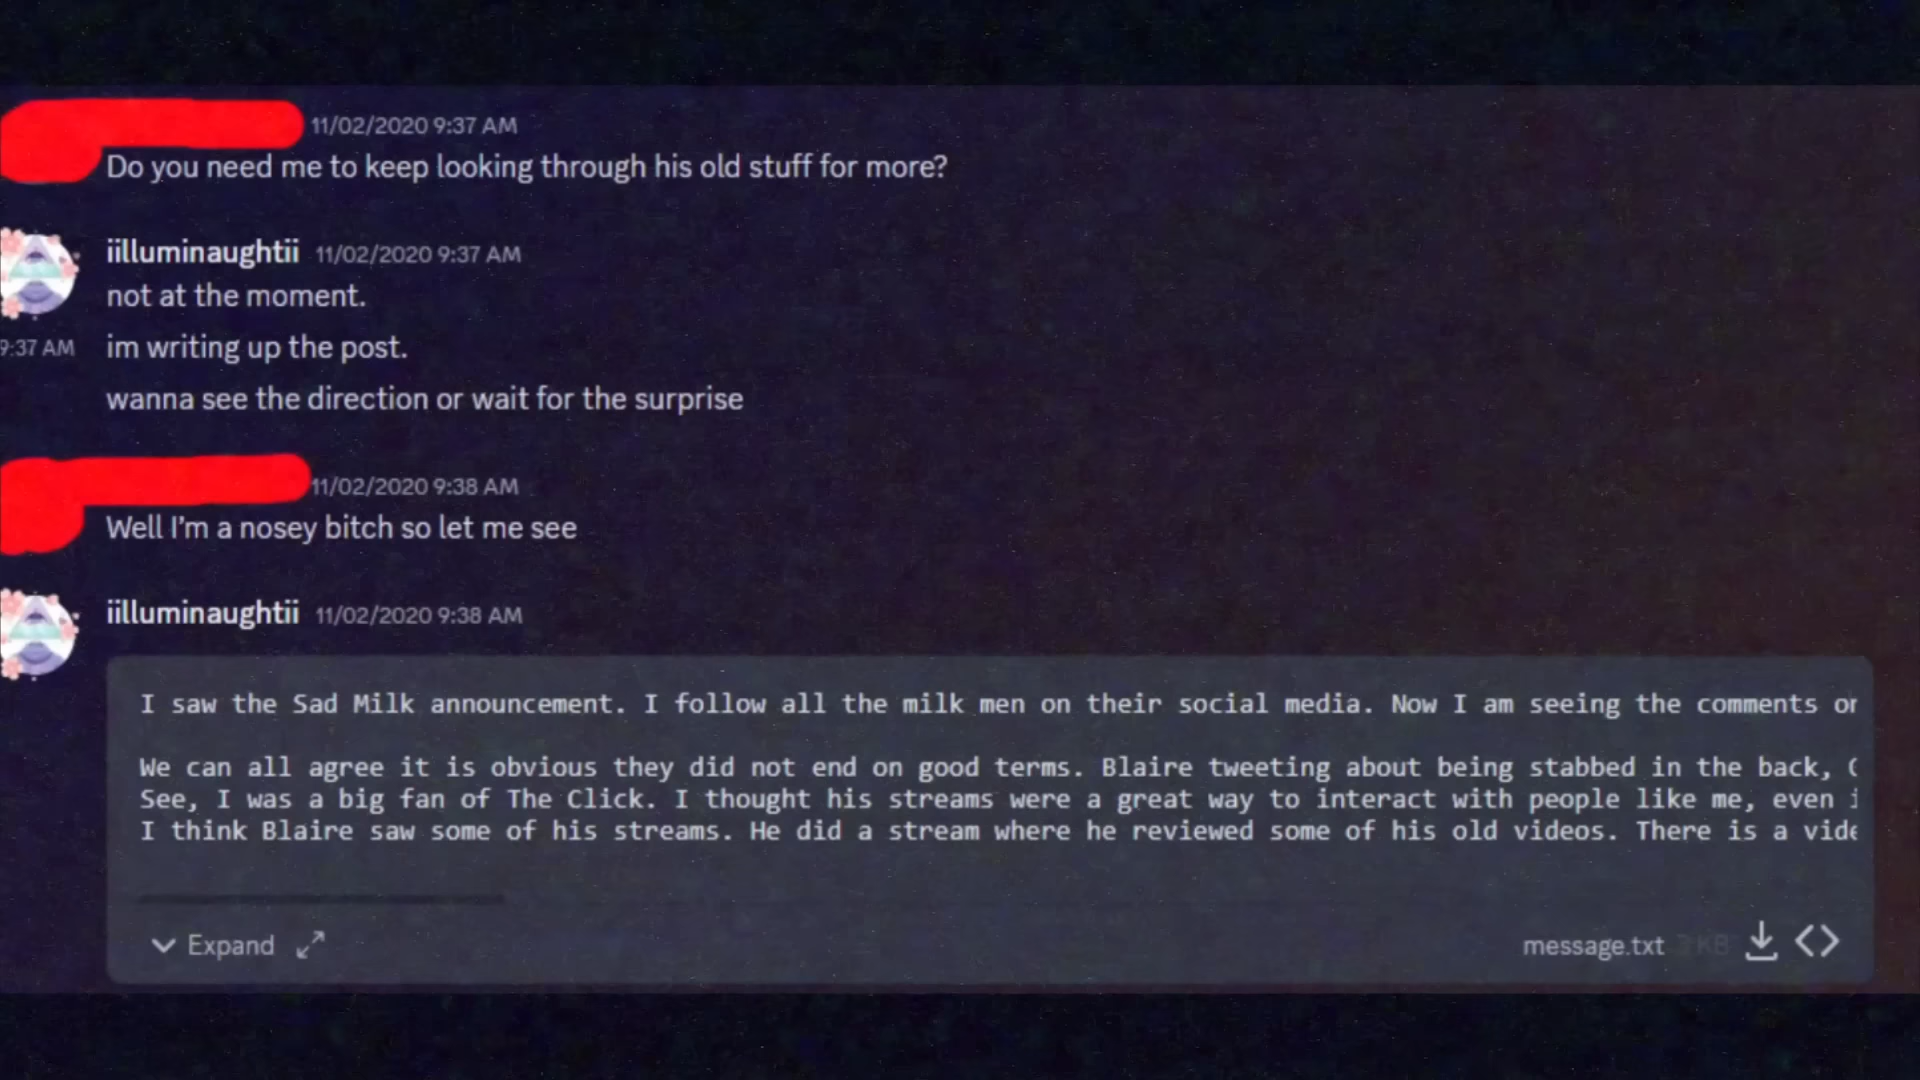 11/02/2020 9:37 AM
Do you need me to keep looking through his old stuff for more?
iilluminaughtii 11/02/2020 9:37 AM
not at the moment.
9:37 AM im writing up the post.
wanna see the direction or wait for the surprise
11/02/2020 9:38 AM
Well I'm a nosey bitch so let me see
iilluminaughtii 11/02/2020 9:38 AM
I saw the Sad Milk announcement. I follow all the milk men on their social media. Now I am seeing the comments or
We can all agree it is obvious they did not end on good terms. Blaire tweeting about being stabbed in the back,
See, I was a big fan of The Click. I thought his streams were a great way to interact with people like me, even
I think Blaire saw some of his streams. He did a stream where he reviewed some of his old videos. There is a vide
Expand message.txt 3 KB